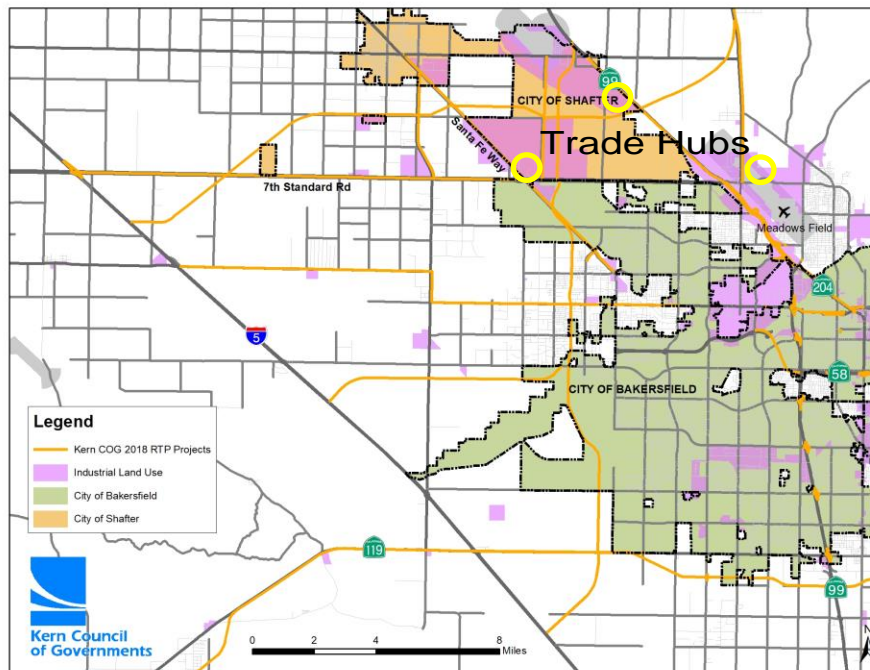 99
CITY OF SHAFTER
Trade Hubs
Santa Fe Way
7th Standard Rd
Meadows Field
204
5
58
CITY OF BAKERSFIELD
Legend
Kern COG 2018 RTP Projects
Industrial Land Use
City of Bakersfield
City of Shafter
119
99
Kern Council
of Governments
0 2 4 8
Miles
N